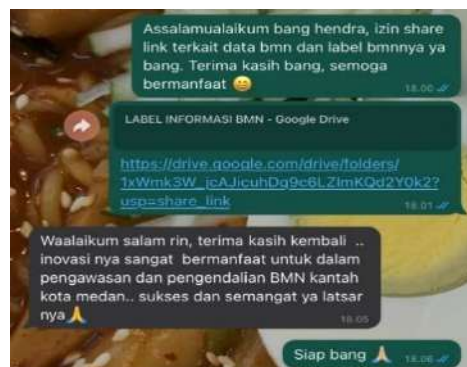 Assalamualaikum bang hendra, izin share
link terkait data bmn dan label bmnnya ya
bang. Terima kasih bang, semoga
bermanfaat 😄
18.00
LABEL INFORMASI BMN - Google Drive
https://drive.google.com/drive/folders/
1xWmk3W_jcAJicuhDg9c6LZImKQd2Y0k2?
usp=share_link
18.01
Waalaikum salam rin, terima kasih kembali ..
inovasi nya sangat bermanfaat untuk dalam
pengawasan dan pengendalian BMN kantah
kota medan.. sukses dan semangat ya latsar
nya 🙏
18.05
Siap bang 🙏
18.06